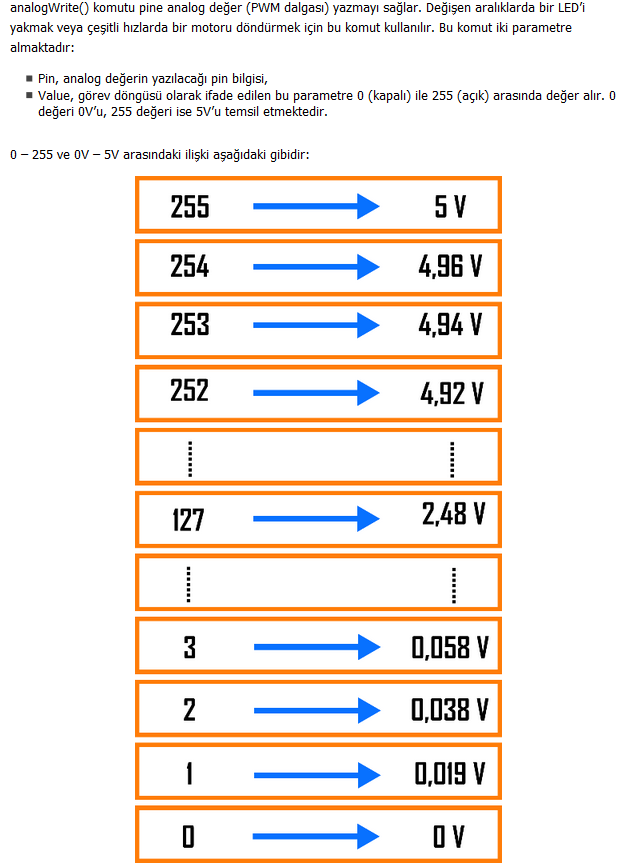 analogWrite() komutu pine analog değer (PWM dalgası) yazmayı sağlar. Değişen aralıklarda bir LED’i
yakmak veya çeşitli hızlarda bir motoru döndürmek için bu komut kullanılır. Bu komut iki parametre
almaktadır:
Pin, analog değerin yazılacağı pin bilgisi,
Value, görev döngüsü olarak ifade edilen bu parametre 0 (kapalı) ile 255 (açık) arasında değer alır. 0
değeri 0V’u, 255 değeri ise 5V’u temsil etmektedir.
0 – 255 ve 0V – 5V arasındaki ilişki aşağıdaki gibidir:
255 5 V
254 4,96 V
253 4,94 V
252 4,92 V
127 2,48 V
3 0,058 V
2 0,038 V
1 0,019 V
0 0 V